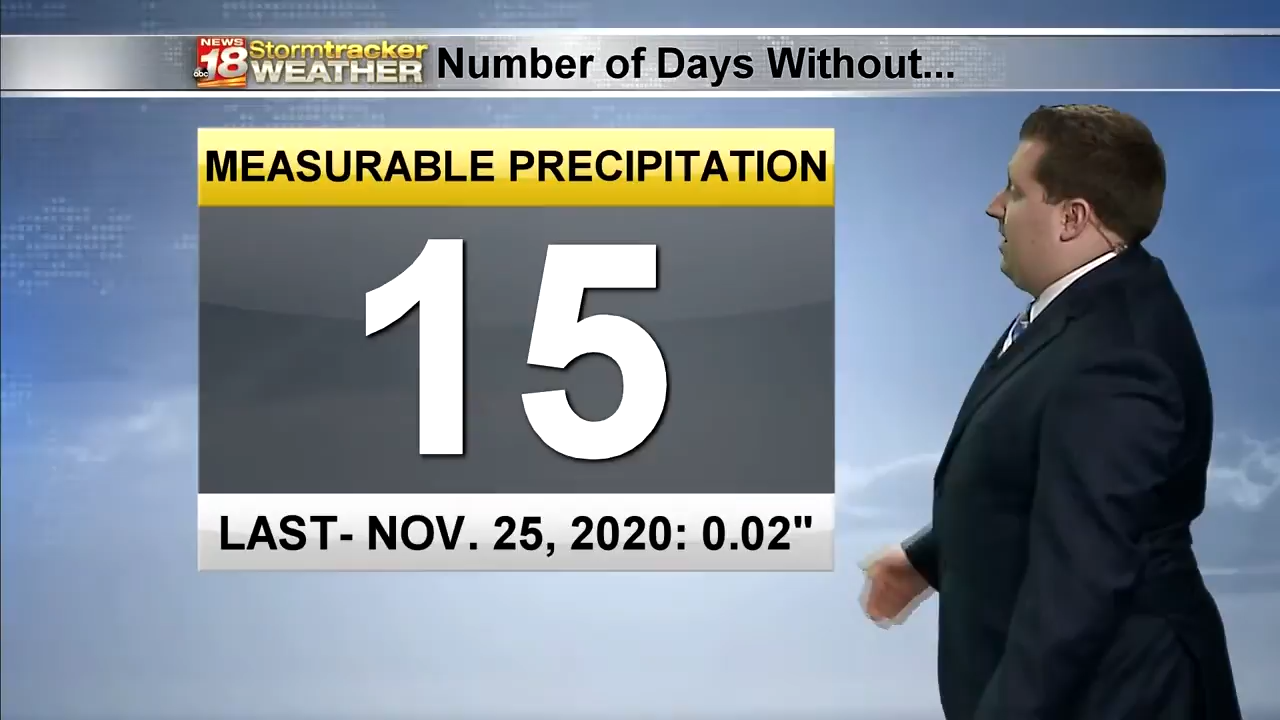 NEWS
abc 18
Stormtracker
WEATHER
Number of Days Without...
MEASURABLE PRECIPITATION
15
LAST- NOV. 25, 2020: 0.02"